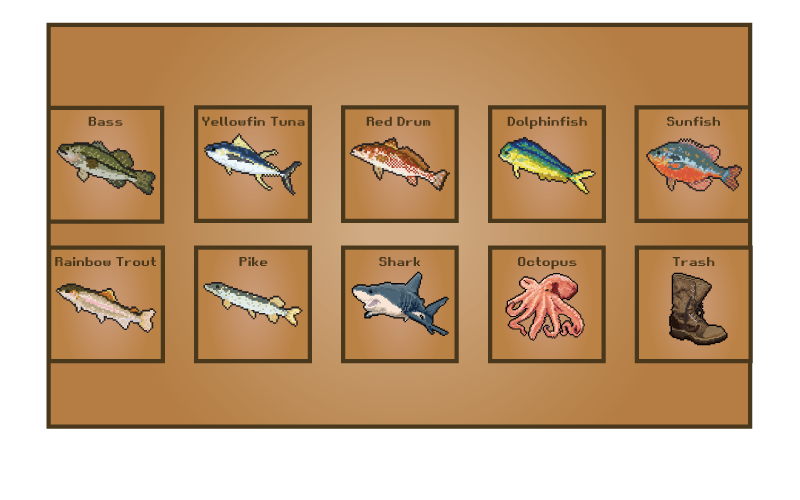 Bass
Yellowfin Tuna
Red Drum
Dolphinfish
Sunfish
Rainbow Trout
Pike
Shark
Octopus
Trash